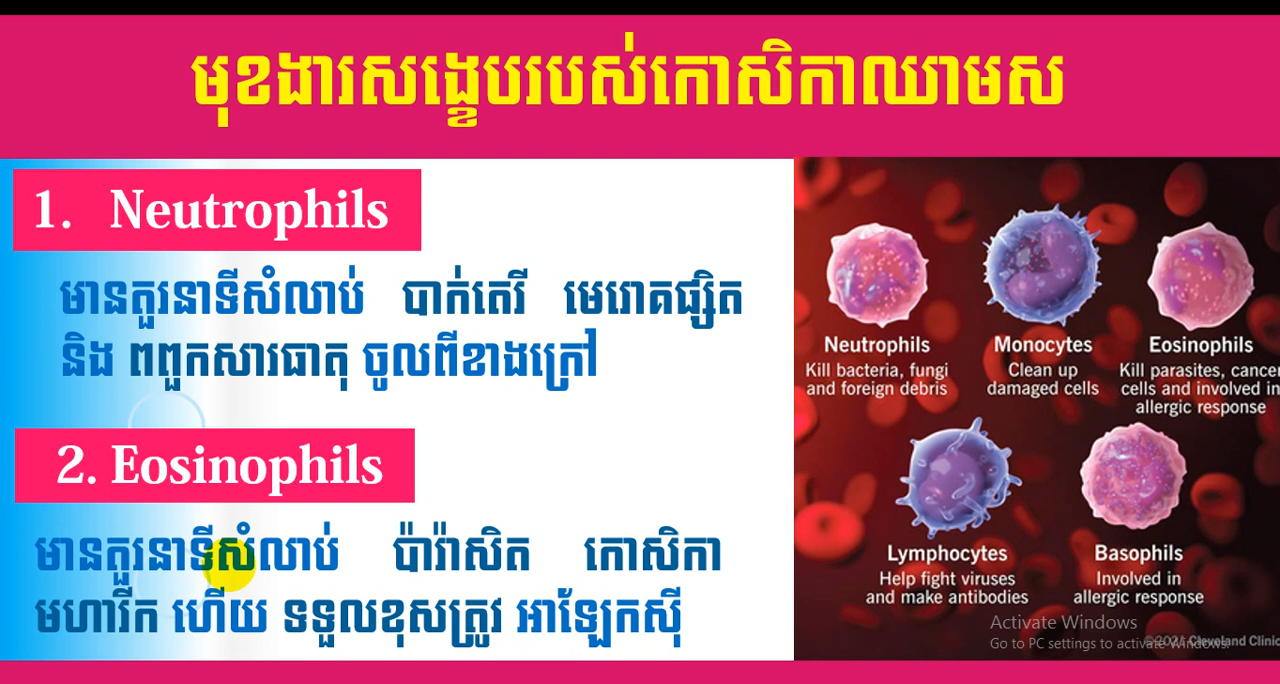 មុខងារសង្ខេបរបស់កោសិកាឈាមស
1. Neutrophils
មានតួរនាទីសំលាប់ បាក់តេរី មេរោគផ្សិត
និង ពពួកសារធាតុ ចូលពីខាងក្រៅ
2. Eosinophils
មានតួរនាទីសំលាប់ ប៉ារ៉ាសិត កោសិកា
មហារីក ហើយ ទទួលខុសត្រូវ អាឡែកស៊ី
Neutrophils
Kill bacteria, fungi
and foreign debris
Monocytes
Clean up
damaged cells
Eosinophils
Kill parasites, cancer
cells and involved in
allergic response
Lymphocytes
Help fight viruses
and make antibodies
Basophils
Involved in
allergic response
Activate Windows
Go to PC settings to activate Windows.
©2021 Cleveland Clinic